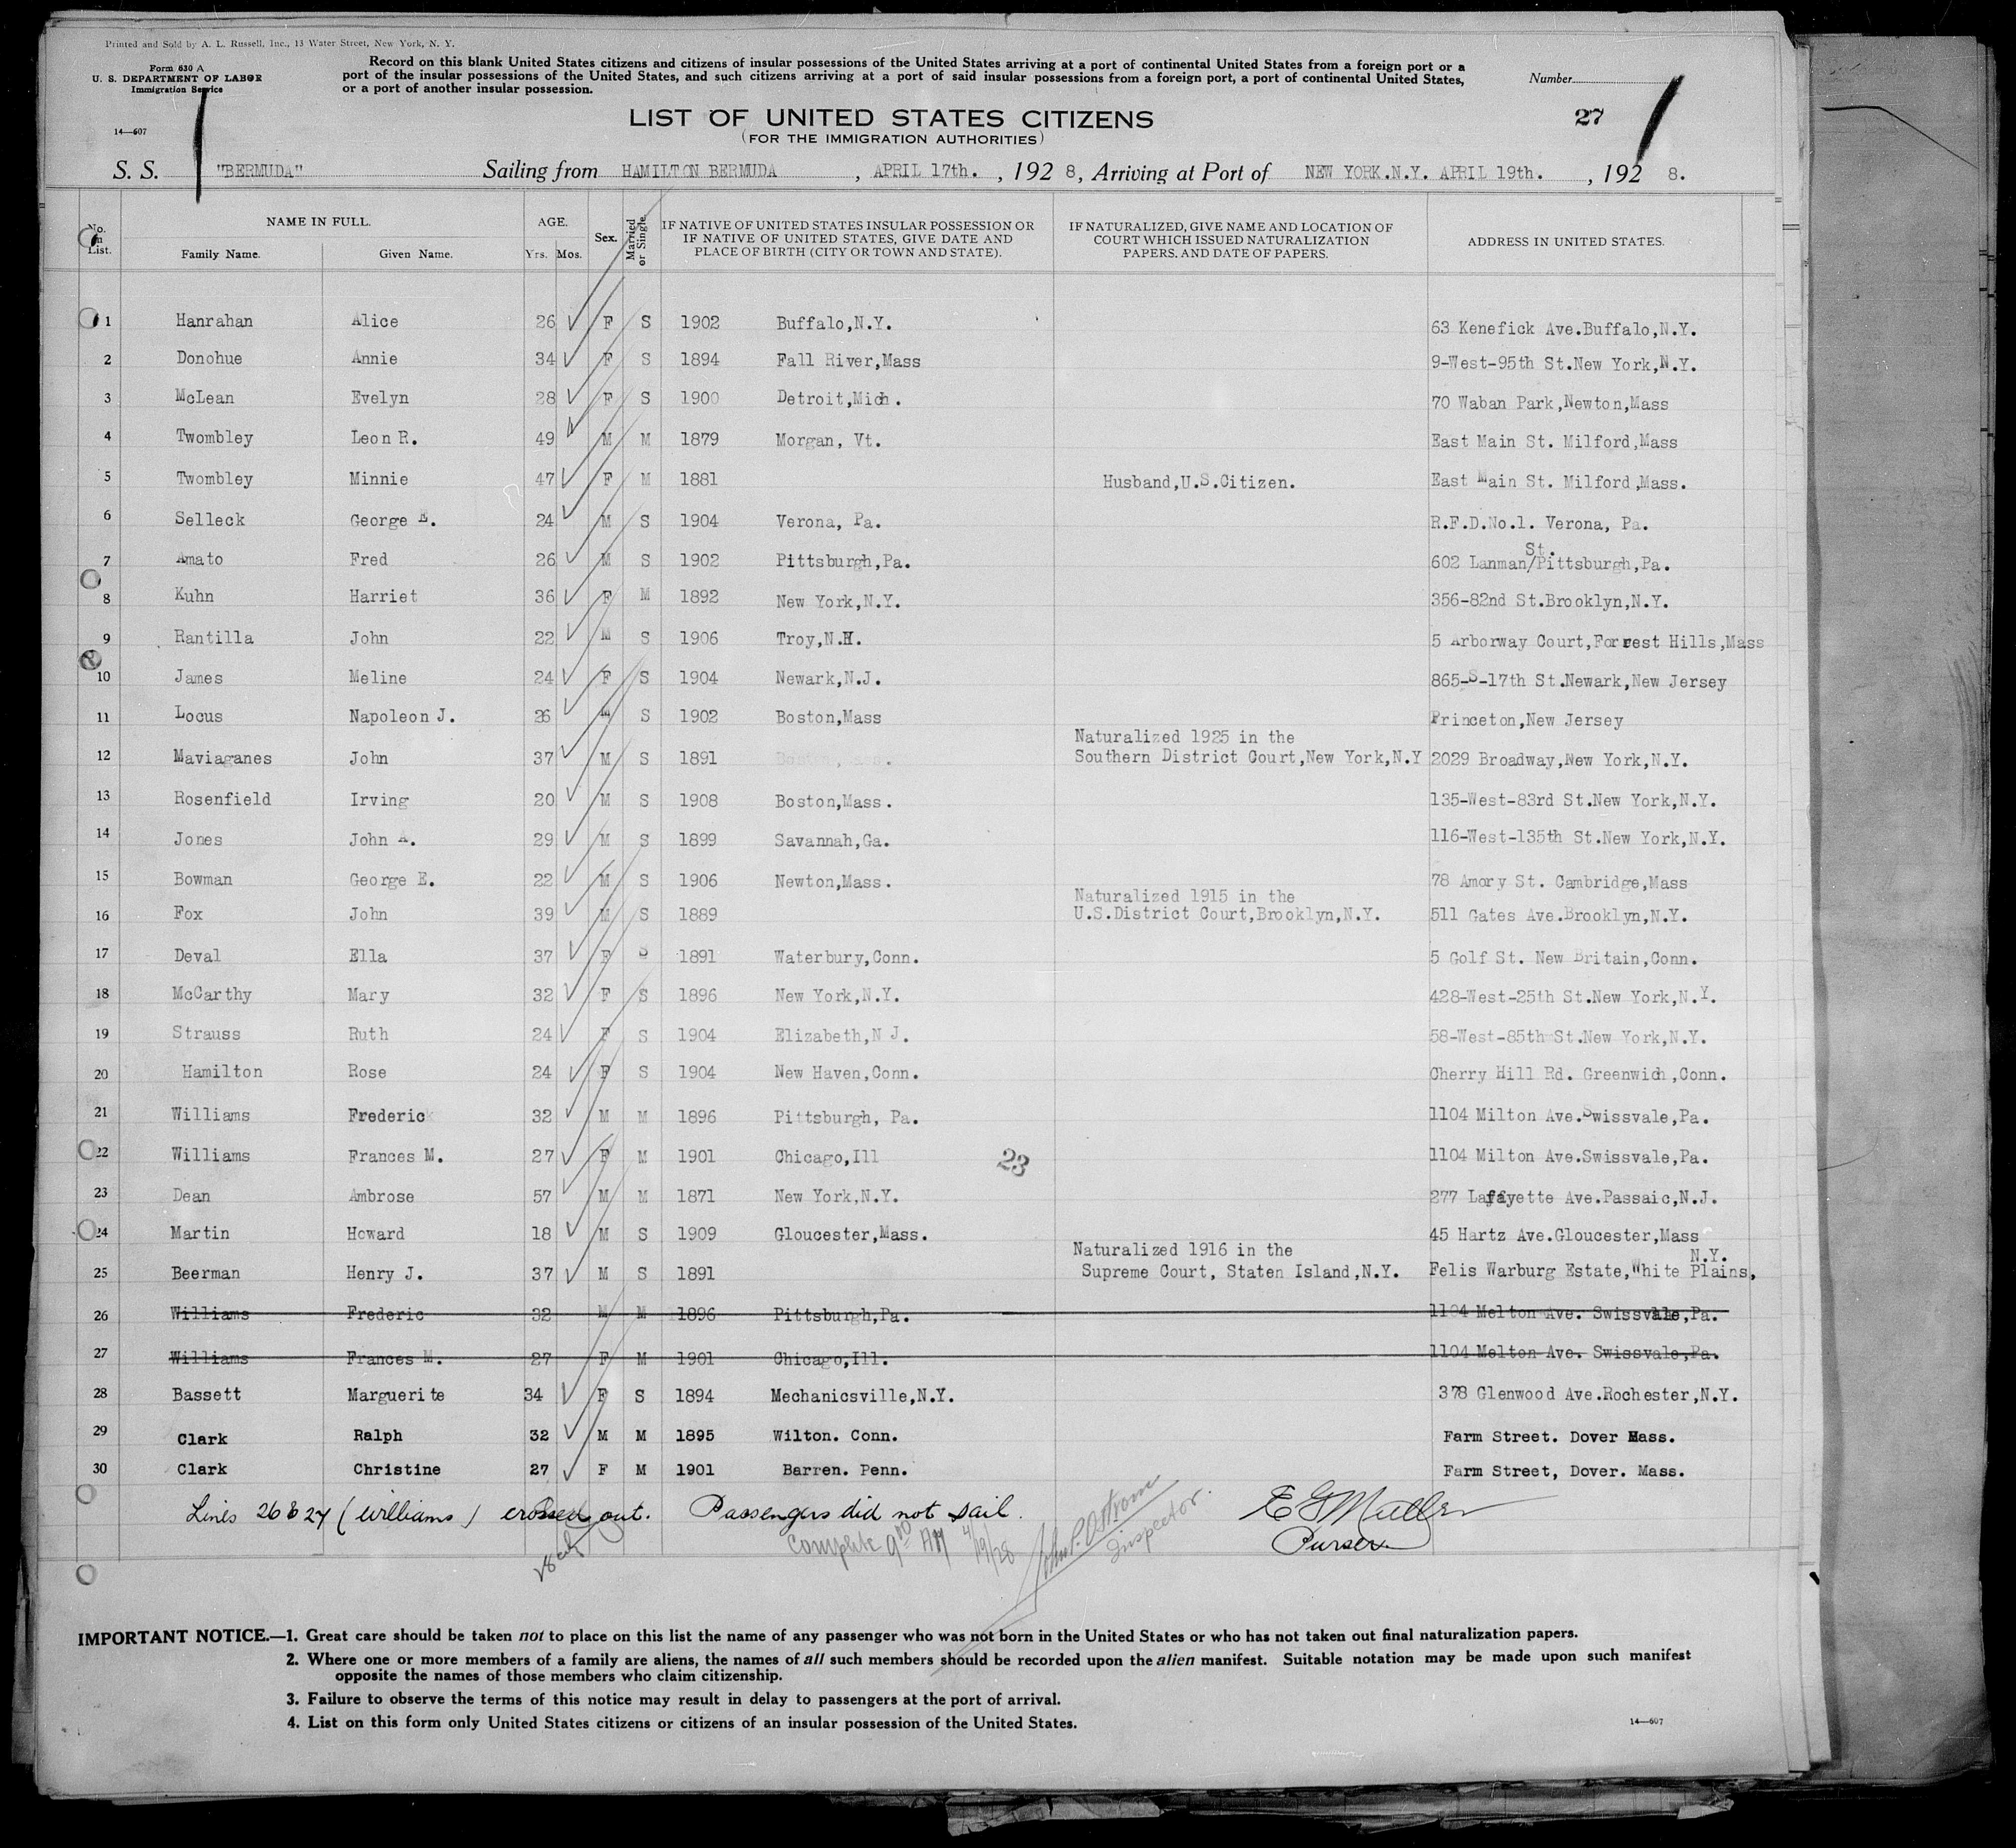 Printed and Sold by A. L. Russell, Inc., 13 Water Street, New York, N. Y.
Form 630 A
U. S. DEPARTMENT OF LABOR
Immigration Service
14—607
Record on this blank United States citizens and citizens of insular possessions of the United States arriving at a port of continental United States from a foreign port or a
port of the insular possessions of the United States, and such citizens arriving at a port of said insular possessions from a foreign port, a port of continental United States,
or a port of another insular possession.
Number
LIST OF UNITED STATES CITIZENS
(FOR THE IMMIGRATION AUTHORITIES)
27
S. S. "BERMUDA" Sailing from HAMILTON BERMUDA, APRIL 17th., 192 8, Arriving at Port of NEW YORK.N.Y. APRIL 19th., 192 8.
No. in List. NAME IN FULL. Family Name. Given Name. AGE. Yrs. Mos. Sex. Married or Single. IF NATIVE OF UNITED STATES INSULAR POSSESSION OR IF NATIVE OF UNITED STATES, GIVE DATE AND PLACE OF BIRTH (CITY OR TOWN AND STATE). IF NATURALIZED, GIVE NAME AND LOCATION OF COURT WHICH ISSUED NATURALIZATION PAPERS. AND DATE OF PAPERS. ADDRESS IN UNITED STATES.
1 Hanrahan Alice 26 F S 1902 Buffalo,N.Y. 63 Kenefick Ave.Buffalo,N.Y.
2 Donohue Annie 34 F S 1894 Fall River,Mass 9-West-95th St.New York,N.Y.
3 McLean Evelyn 28 F S 1900 Detroit,Mich. 70 Waban Park,Newton,Mass
4 Twombley Leon R. 49 M M 1879 Morgan, Vt. East Main St. Milford,Mass
5 Twombley Minnie 47 F M 1881 Husband,U.S.Citizen. East Main St. Milford,Mass.
6 Selleck George E. 24 M S 1904 Verona, Pa. R.F.D.No.1. Verona, Pa.
7 Amato Fred 26 M S 1902 Pittsburgh,Pa. 602 Lanman/St. Pittsburgh,Pa.
8 Kuhn Harriet 36 F M 1892 New York,N.Y. 356-82nd St.Brooklyn,N.Y.
9 Rantilla John 22 M S 1906 Troy,N.H. 5 Arborway Court,Forrest Hills,Mass
10 James Meline 24 F S 1904 Newark,N.J. 865-S-17th St.Newark,New Jersey
11 Locus Napoleon J. 26 M S 1902 Boston,Mass Princeton,New Jersey
Naturalized 1925 in the
12 Maviaganes John 37 M S 1891 Southern District Court,New York,N.Y 2029 Broadway,New York,N.Y.
13 Rosenfield Irving 20 M S 1908 Boston,Mass. 135-West-83rd St.New York,N.Y.
14 Jones John A. 29 M S 1899 Savannah,Ga. 116-West-135th St.New York,N.Y.
15 Bowman George E. 22 M S 1906 Newton,Mass. 78 Amory St. Cambridge,Mass
Naturalized 1915 in the
16 Fox John 39 M S 1889 U.S.District Court,Brooklyn,N.Y. 511 Gates Ave.Brooklyn,N.Y.
17 Deval Ella 37 F S 1891 Waterbury,Conn. 5 Golf St. New Britain,Conn.
18 McCarthy Mary 32 F S 1896 New York,N.Y. 428-West-25th St.New York,N.Y.
19 Strauss Ruth 24 F S 1904 Elizabeth,N J. 58-West-85th St.New York,N.Y.
20 Hamilton Rose 24 F S 1904 New Haven,Conn. Cherry Hill Rd. Greenwich,Conn.
21 Williams Frederic 32 M M 1896 Pittsburgh, Pa. 1104 Milton Ave.Swissvale,Pa.
22 Williams Frances M. 27 F M 1901 Chicago,Ill 1104 Milton Ave.Swissvale,Pa.
23
23 Dean Ambrose 57 M M 1871 New York,N.Y. 277 Lafayette Ave.Passaic,N.J.
24 Martin Howard 18 M S 1909 Gloucester,Mass. 45 Hartz Ave.Gloucester,Mass
Naturalized 1916 in the N.Y.
25 Beerman Henry J. 37 M S 1891 Supreme Court, Staten Island,N.Y. Felis Warburg Estate,White Plains,
26 Williams Frederic 32 M M 1896 Pittsburgh,Pa. 1104 Melton Ave. Swissvale,Pa.
27 Williams Frances M. 27 F M 1901 Chicago,Ill. 1104 Melton Ave. Swissvale,Pa.
28 Bassett Marguerite 34 F S 1894 Mechanicsville,N.Y. 378 Glenwood Ave.Rochester,N.Y.
29 Clark Ralph 32 M M 1895 Wilton. Conn. Farm Street. Dover Mass.
30 Clark Christine 27 F M 1901 Barren. Penn. Farm Street, Dover. Mass.
Lines 26 & 27 (Williams) crossed out. Passengers did not sail.
Complete 9 00 AM 4/19/28
John P. Ostrom
Inspector.
E G Muller
Purser
IMPORTANT NOTICE.—1. Great care should be taken not to place on this list the name of any passenger who was not born in the United States or who has not taken out final naturalization papers.
2. Where one or more members of a family are aliens, the names of all such members should be recorded upon the alien manifest. Suitable notation may be made upon such manifest
opposite the names of those members who claim citizenship.
3. Failure to observe the terms of this notice may result in delay to passengers at the port of arrival.
4. List on this form only United States citizens or citizens of an insular possession of the United States.
14—607